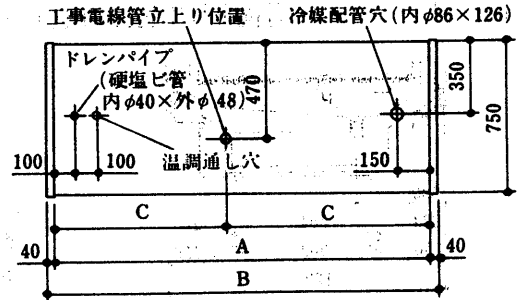 工事電線管立上り位置
冷媒配管穴(内φ86×126)
ドレンパイプ
(硬塩ビ管
内φ40×外φ48)
470
350
750
100
100
温調通し穴
150
C
C
40
A
40
B